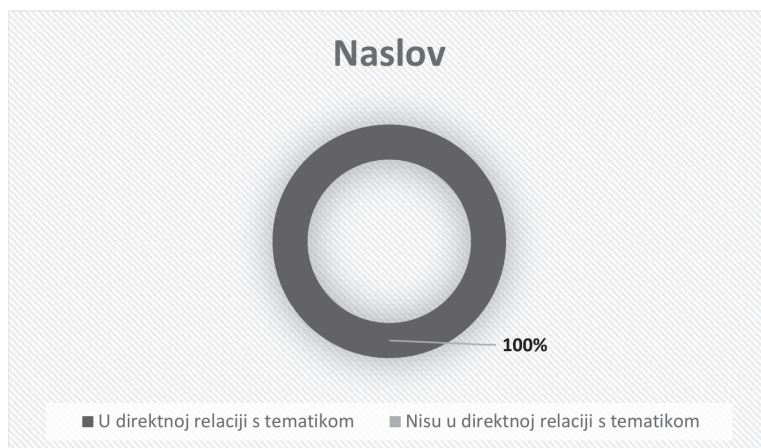 Naslov
100%
U direktnoj relaciji s tematikom Nisu u direktnoj relaciji s tematikom